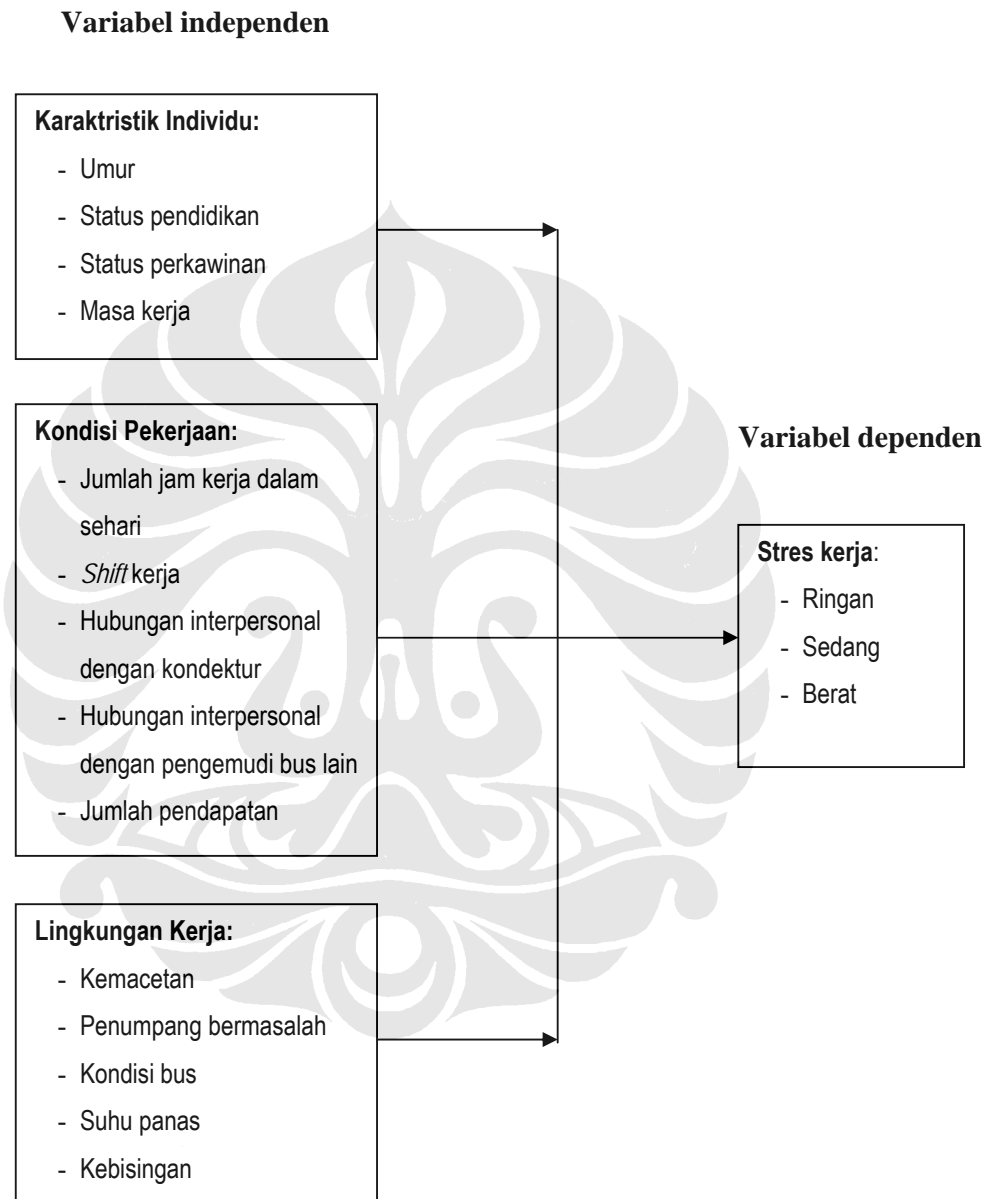 Variabel independen
Karaktristik Individu:
- Umur
- Status pendidikan
- Status perkawinan
- Masa kerja
Kondisi Pekerjaan:
- Jumlah jam kerja dalam
sehari
- Shift kerja
- Hubungan interpersonal
dengan kondektur
- Hubungan interpersonal
dengan pengemudi bus lain
- Jumlah pendapatan
Lingkungan Kerja:
- Kemacetan
- Penumpang bermasalah
- Kondisi bus
- Suhu panas
- Kebisingan
Variabel dependen
Stres kerja:
- Ringan
- Sedang
- Berat